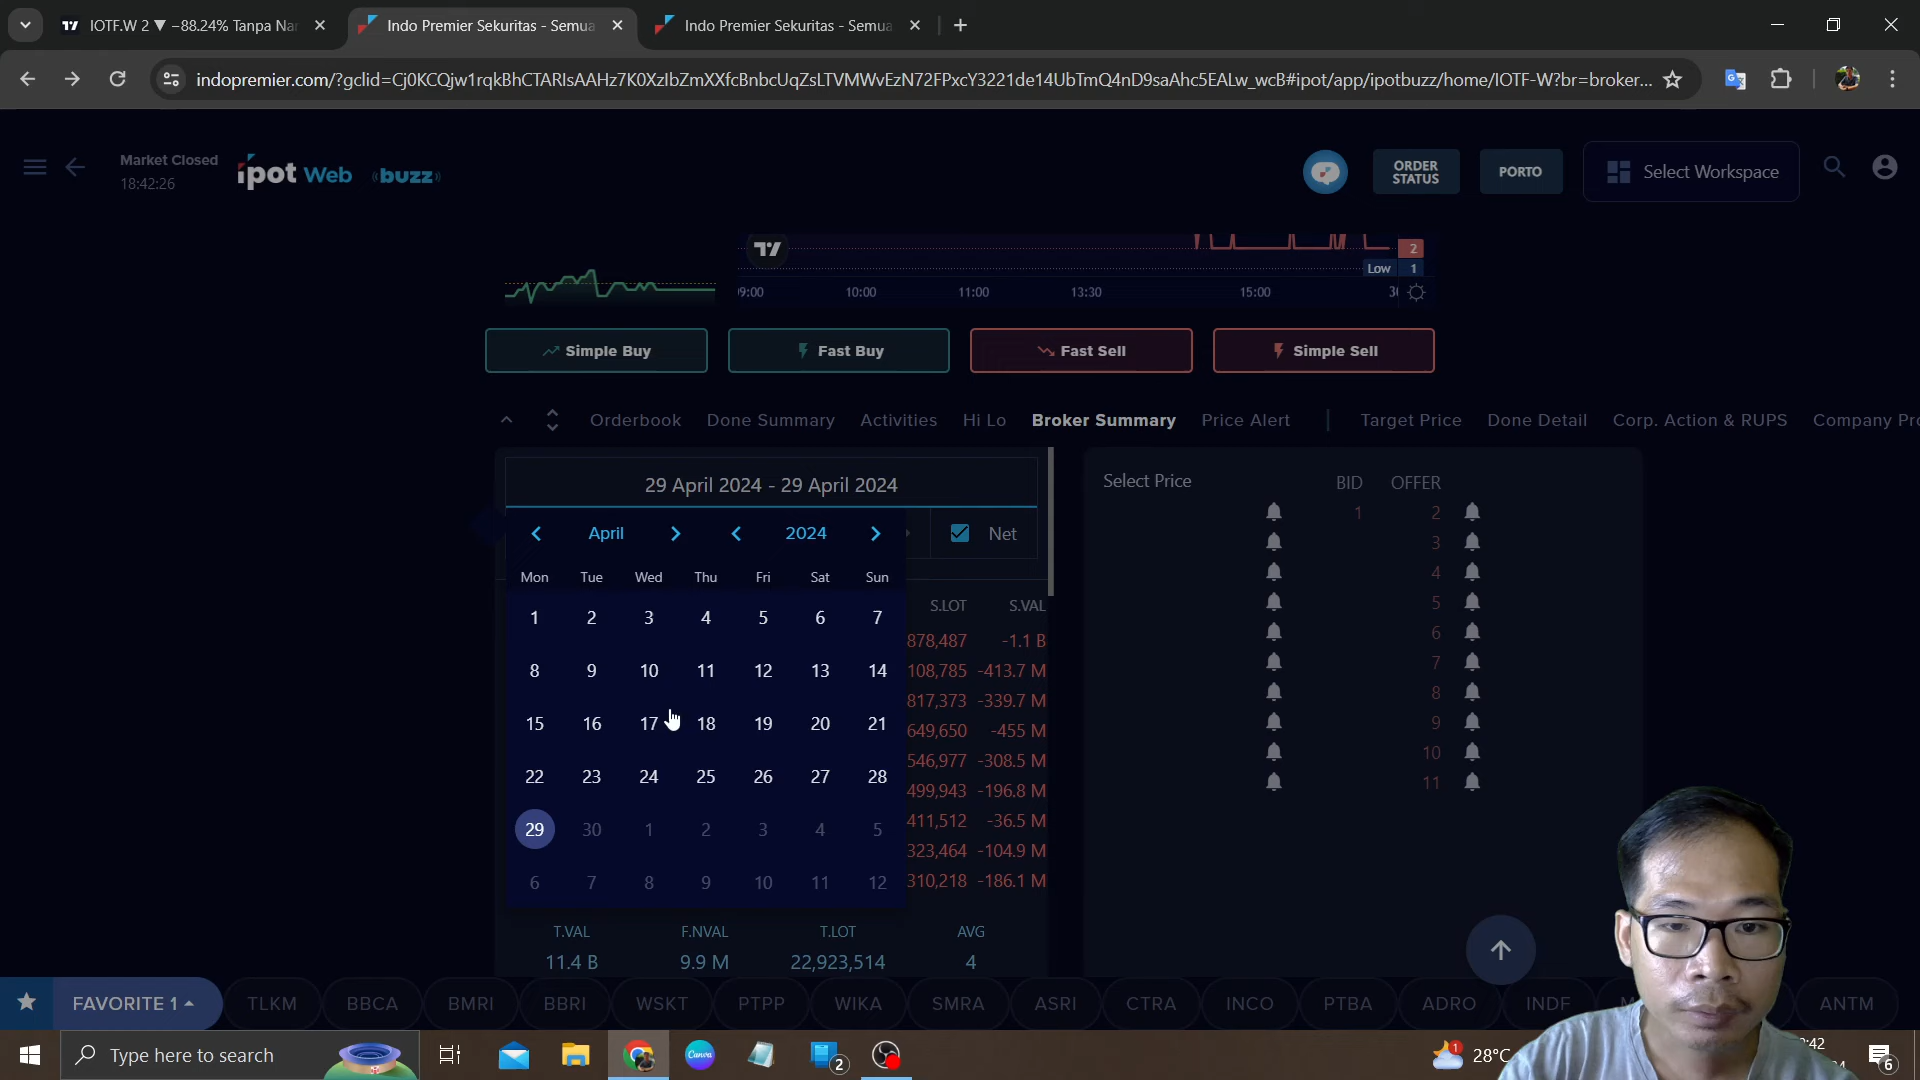 IOTF.W 2 ▼ −88.24% Tanpa Na
Indo Premier Sekuritas - Semua
Indo Premier Sekuritas - Semua
indopremier.com/?gclid=Cj0KCQjw1rqkBhCTARIsAAHz7K0XzIbZmXXfcBnbcUqZsLTVMWvEzN72FPxcY3221de14UbTmQ4nD9saAhc5EALw_wcB#ipot/app/ipotbuzz/home/IOTF-W?br=broker...
Market Closed
18:42:26
ipot Web
buzz
ORDER STATUS
PORTO
Select Workspace
2
Low 1
9:00 10:00 11:00 13:30 15:00 30
Simple Buy
Fast Buy
Fast Sell
Simple Sell
Orderbook Done Summary Activities Hi Lo Broker Summary Price Alert | Target Price Done Detail Corp. Action & RUPS Company Pro
29 April 2024 - 29 April 2024
Select Price BID OFFER
April 2024
Net
Mon Tue Wed Thu Fri Sat Sun
1 2 3 4 5 6 7
8 9 10 11 12 13 14
15 16 17 18 19 20 21
22 23 24 25 26 27 28
29 30 1 2 3 4 5
6 7 8 9 10 11 12
S.LOT S.VAL
878,487 -1.1 B
108,785 -413.7 M
817,373 -339.7 M
649,650 -455 M
546,977 -308.5 M
499,943 -196.8 M
411,512 -36.5 M
323,464 -104.9 M
310,218 -186.1 M
1 2
3
4
5
6
7
8
9
10
11
T.VAL F.NVAL T.LOT AVG
11.4 B 9.9 M 22,923,514 4
FAVORITE 1 TLKM BBCA BMRI BBRI WSKT PTPP WIKA SMRA ASRI CTRA INCO PTBA ADRO INDF M ANTM
Type here to search
Canva
2
1
28°C
:42
6